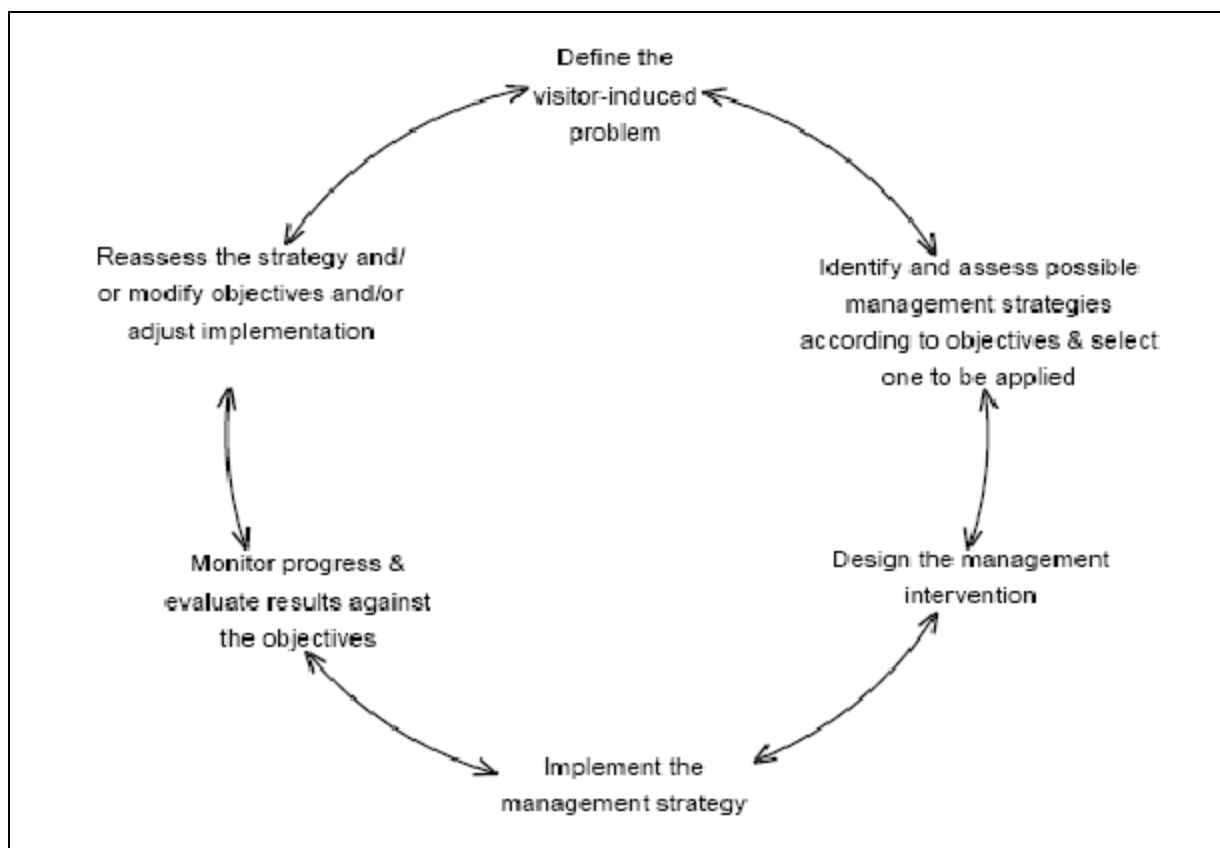 Define the
visitor-induced
problem
Identify and assess possible
management strategies
according to objectives & select
one to be applied
Design the management
intervention
Implement the
management strategy
Monitor progress &
evaluate results against
the objectives
Reassess the strategy and/
or modify objectives and/or
adjust implementation